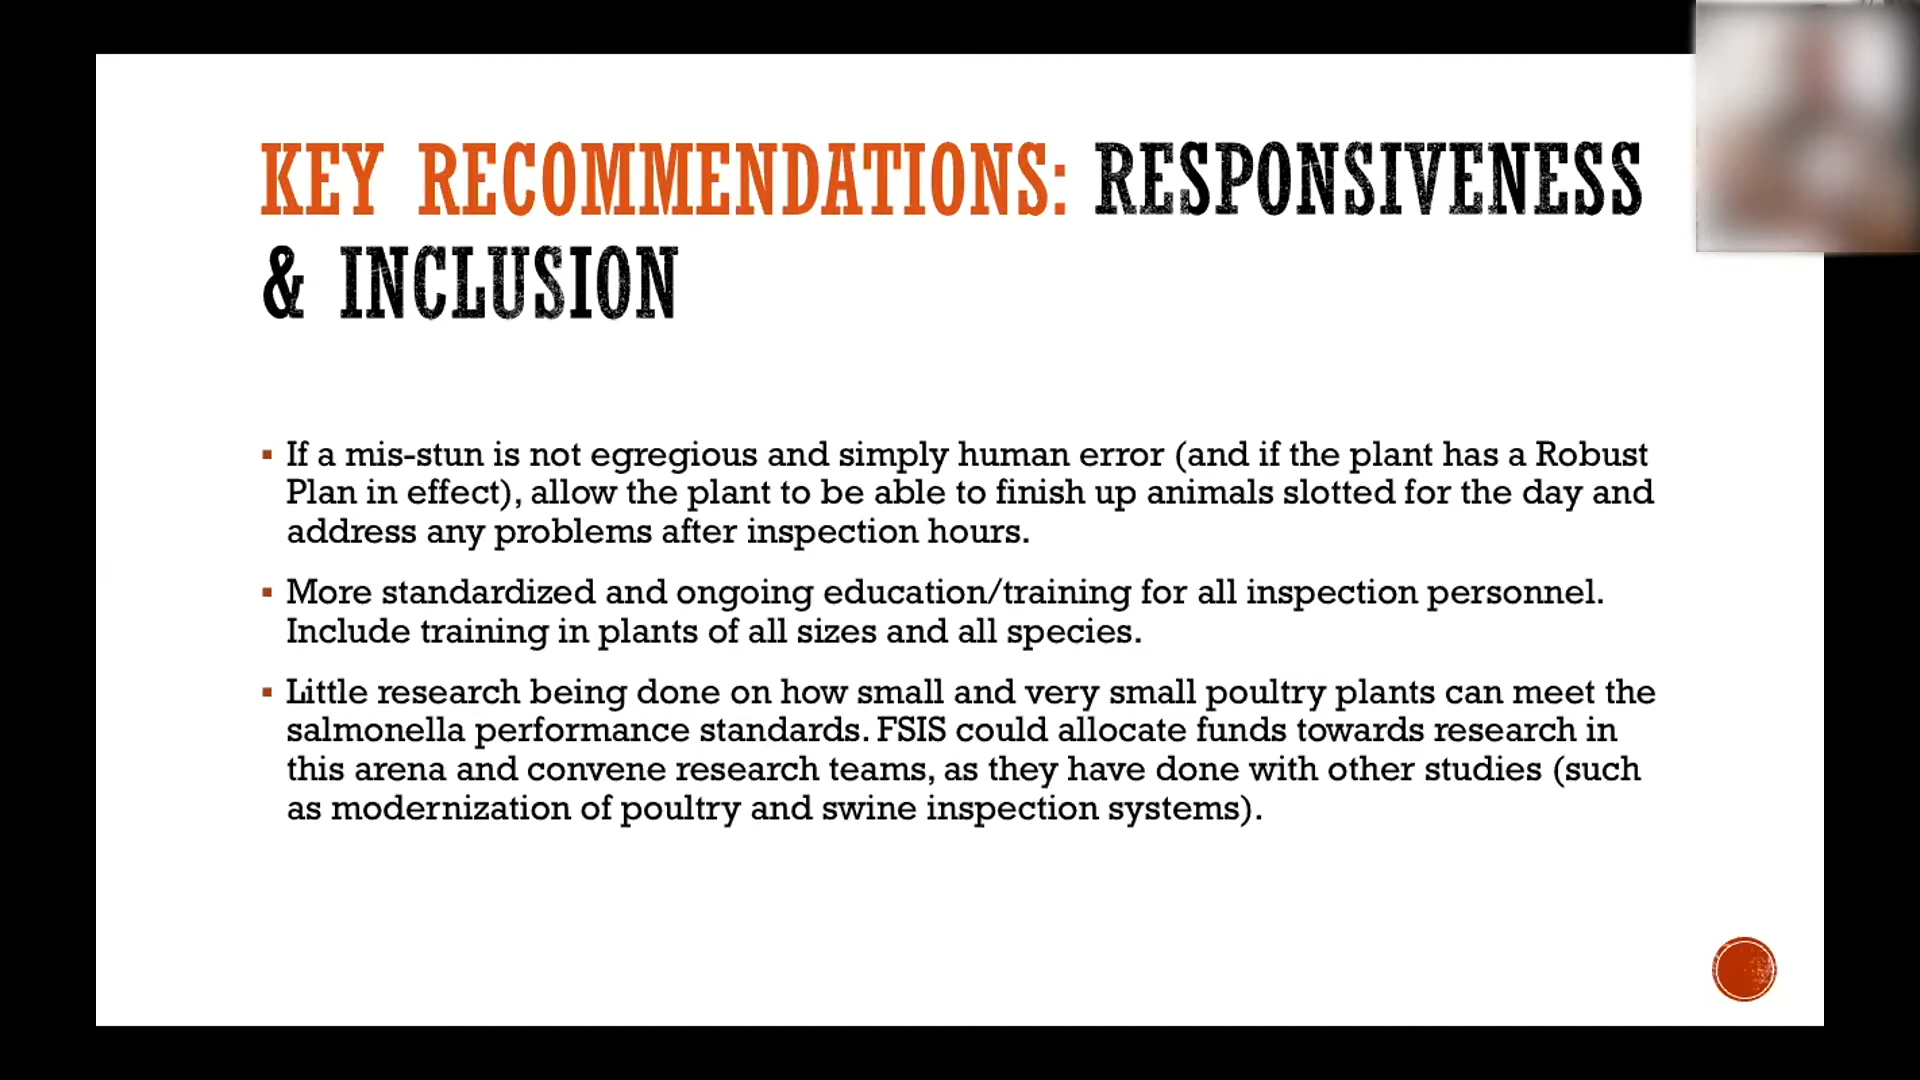 KEY RECOMMENDATIONS: RESPONSIVENESS
& INCLUSION
▪ If a mis-stun is not egregious and simply human error (and if the plant has a Robust
Plan in effect), allow the plant to be able to finish up animals slotted for the day and
address any problems after inspection hours.
▪ More standardized and ongoing education/training for all inspection personnel.
Include training in plants of all sizes and all species.
▪ Little research being done on how small and very small poultry plants can meet the
salmonella performance standards. FSIS could allocate funds towards research in
this arena and convene research teams, as they have done with other studies (such
as modernization of poultry and swine inspection systems).